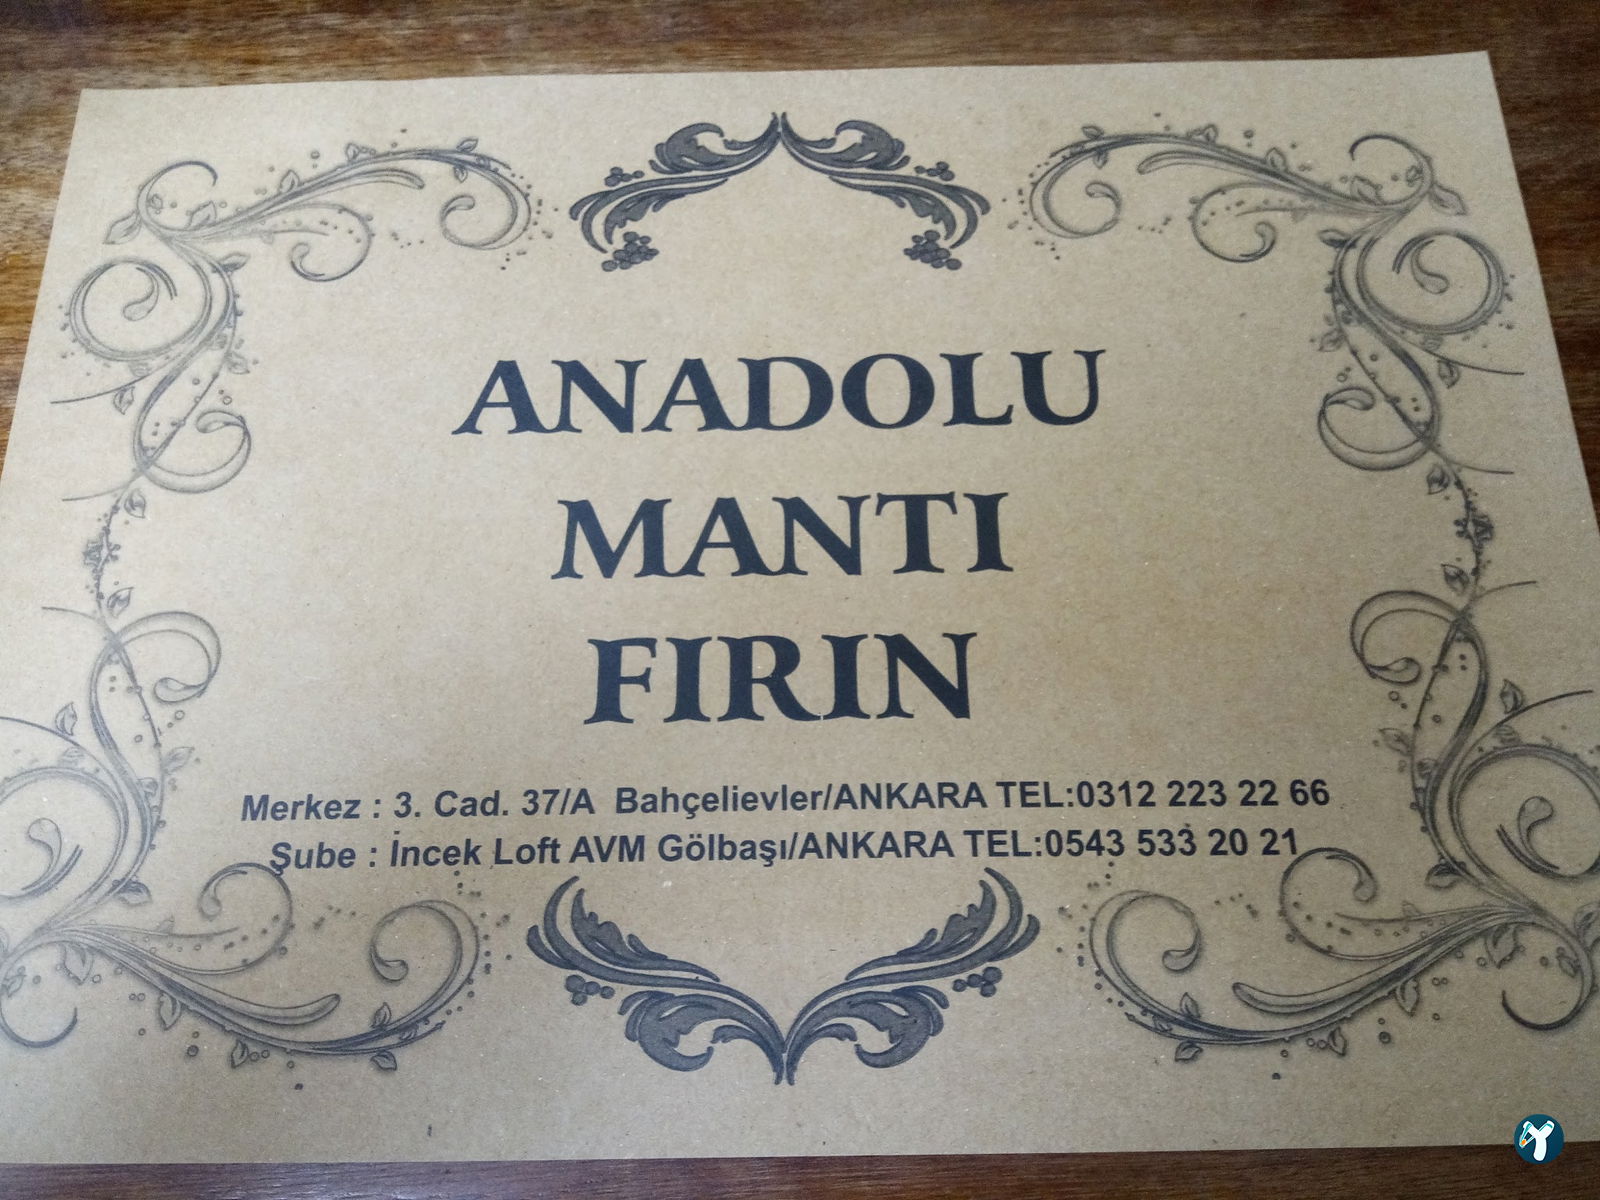 ANADOLU
MANTI
FIRIN
Merkez : 3. Cad. 37/A Bahçelievler/ANKARA TEL:0312 223 22 66
Şube : İncek Loft AVM Gölbaşı/ANKARA TEL:0543 533 20 21